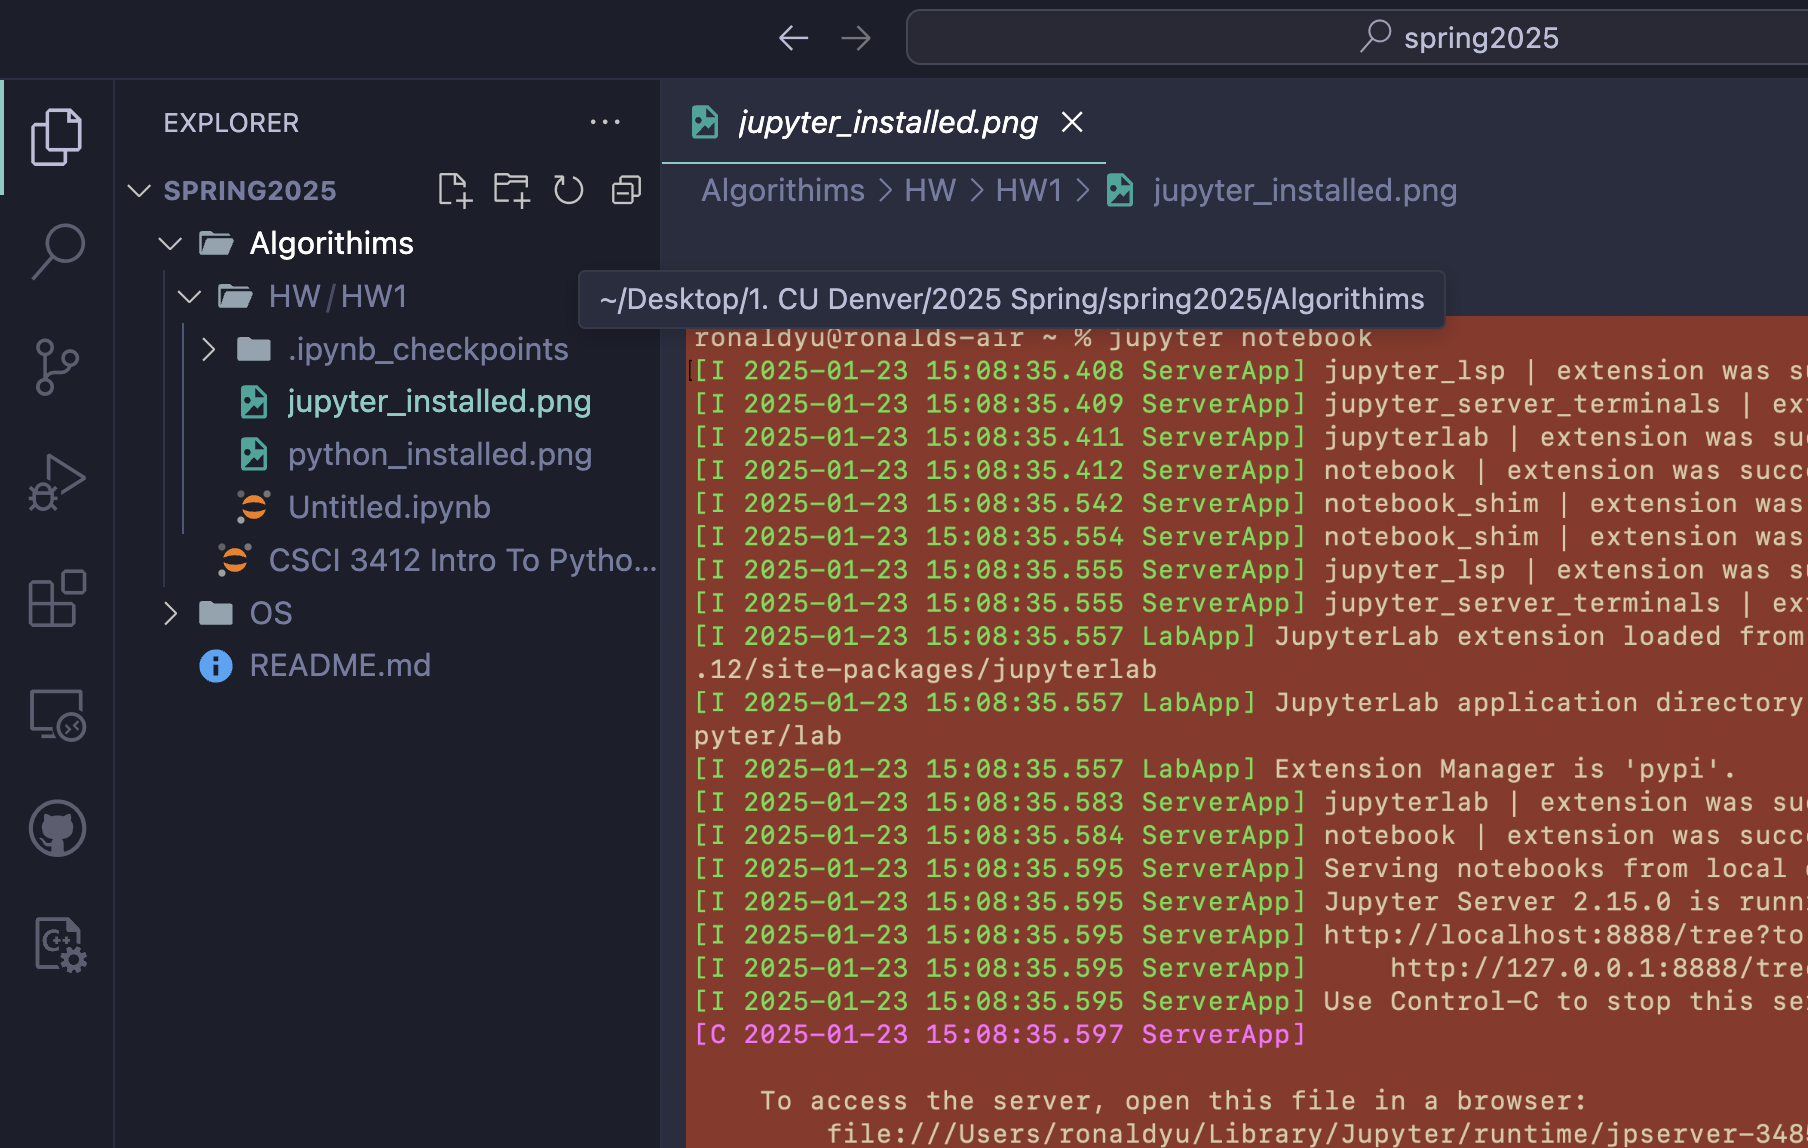 spring2025
EXPLORER
SPRING2025
Algorithims
HW/HW1
.ipynb_checkpoints
jupyter_installed.png
python_installed.png
Untitled.ipynb
CSCI 3412 Intro To Pytho...
OS
README.md
C++
jupyter_installed.png
Algorithims > HW > HW1 > jupyter_installed.png
~/Desktop/1. CU Denver/2025 Spring/spring2025/Algorithims
ronaldyu@ronalds-air ~ % jupyter notebook
[I 2025-01-23 15:08:35.408 ServerApp] jupyter_lsp | extension was su
[I 2025-01-23 15:08:35.409 ServerApp] jupyter_server_terminals | ext
[I 2025-01-23 15:08:35.411 ServerApp] jupyterlab | extension was suc
[I 2025-01-23 15:08:35.412 ServerApp] notebook | extension was succe
[I 2025-01-23 15:08:35.542 ServerApp] notebook_shim | extension was
[I 2025-01-23 15:08:35.554 ServerApp] notebook_shim | extension was
[I 2025-01-23 15:08:35.555 ServerApp] jupyter_lsp | extension was su
[I 2025-01-23 15:08:35.555 ServerApp] jupyter_server_terminals | ext
[I 2025-01-23 15:08:35.557 LabApp] JupyterLab extension loaded from
.12/site-packages/jupyterlab
[I 2025-01-23 15:08:35.557 LabApp] JupyterLab application directory
pyter/lab
[I 2025-01-23 15:08:35.557 LabApp] Extension Manager is 'pypi'.
[I 2025-01-23 15:08:35.583 ServerApp] jupyterlab | extension was suc
[I 2025-01-23 15:08:35.584 ServerApp] notebook | extension was succe
[I 2025-01-23 15:08:35.595 ServerApp] Serving notebooks from local
[I 2025-01-23 15:08:35.595 ServerApp] Jupyter Server 2.15.0 is runn
[I 2025-01-23 15:08:35.595 ServerApp] http://localhost:8888/tree?to
[I 2025-01-23 15:08:35.595 ServerApp] http://127.0.0.1:8888/tree
[I 2025-01-23 15:08:35.595 ServerApp] Use Control-C to stop this se
[C 2025-01-23 15:08:35.597 ServerApp]
To access the server, open this file in a browser:
file:///Users/ronaldyu/Library/Jupyter/runtime/jpserver-348